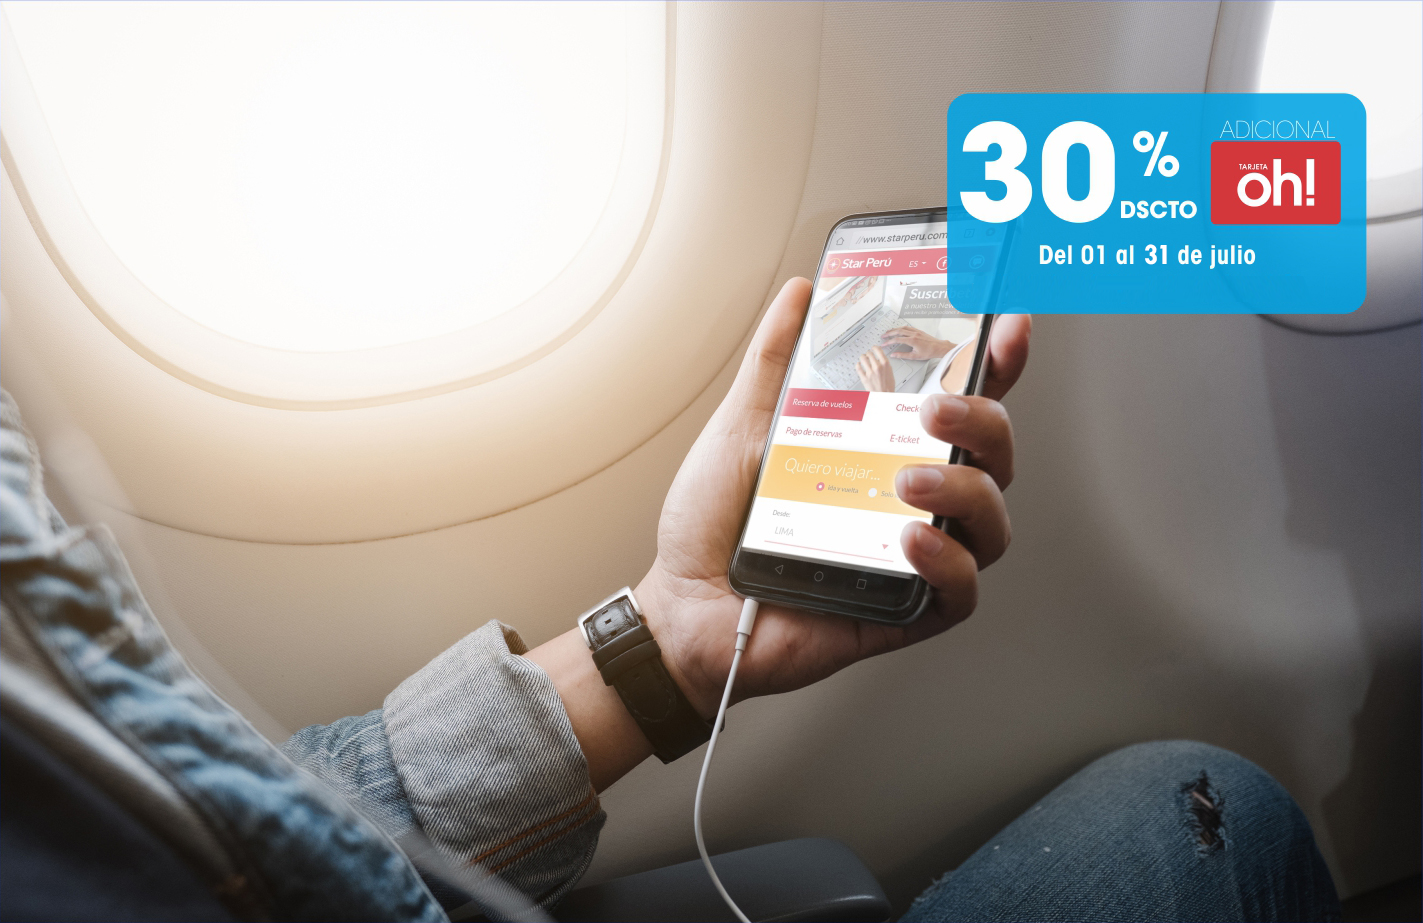 30%
DSCTO
ADICIONAL
TARJETA
oh!
Del 01 al 31 de julio
//www.starperu.com
Star Perú ES
a nuestro
Reserva de vuelos
Check
Pago de reservas
E-ticket
Quiero viajar...
Ida y vuelta
Desde:
LIMA